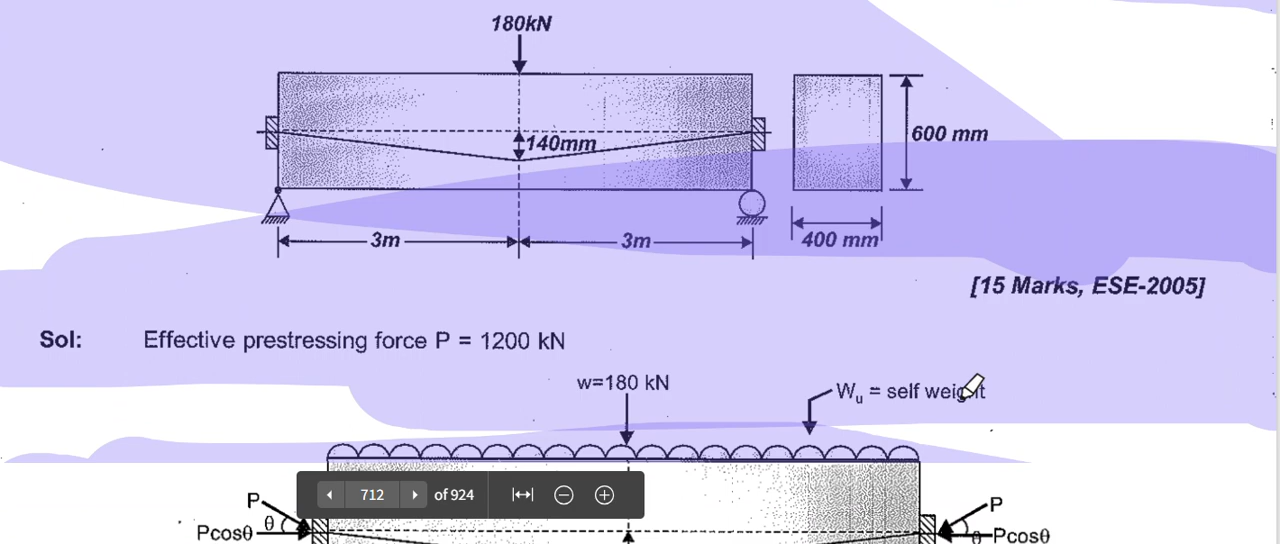 180kN
140mm
600 mm
3m
3m
400 mm
[15 Marks, ESE-2005]
Sol: Effective prestressing force P = 1200 kN
w=180 kN
Wu = self weight
712 of 924
P
θ
Pcosθ
P
θ
Pcosθ